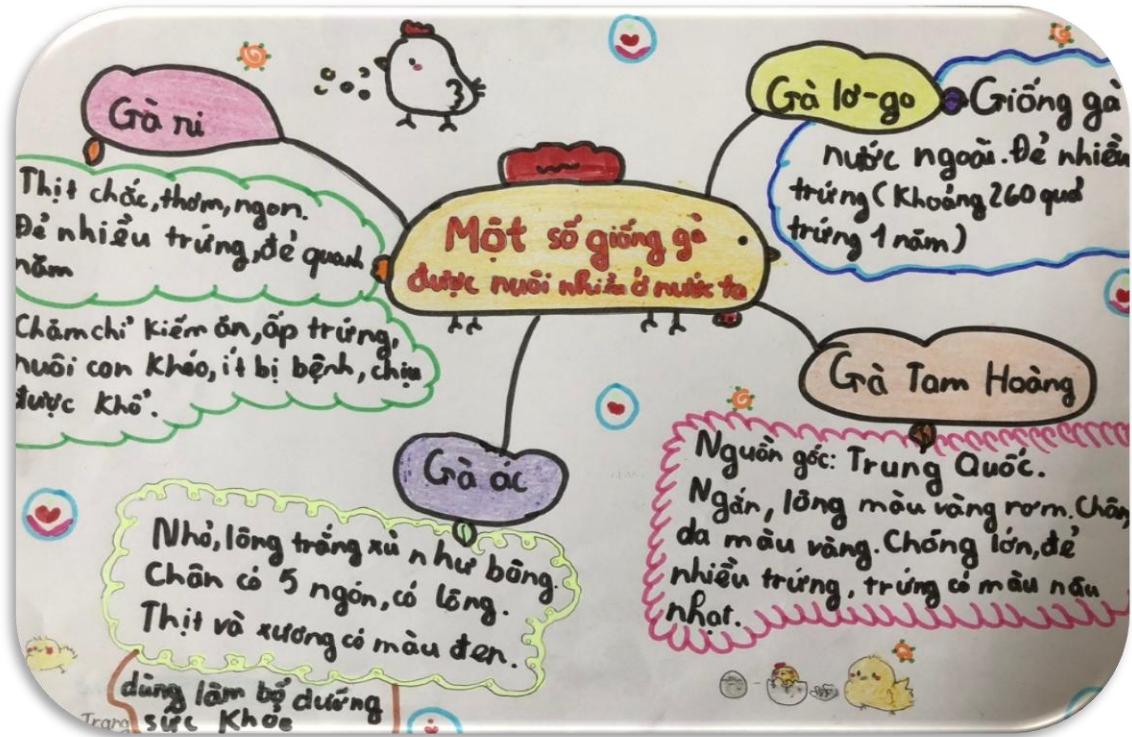 Một số giống gà
được nuôi nhiều ở nước ta
Gà ri
Thịt chắc, thơm, ngon.
Đẻ nhiều trứng, đẻ quanh
năm
Chăm chỉ kiếm ăn, ấp trứng,
nuôi con khéo, ít bị bệnh, chịu
được khổ.
Gà lơ-go
Giống gà
nước ngoài. Đẻ nhiều
trứng (Khoảng 260 quả
trứng 1 năm)
Gà ác
Nhỏ, lông trắng xù như bông.
Chân có 5 ngón, có lông.
Thịt và xương có màu đen.
dùng làm bổ dưỡng
sức khỏe
Gà Tam Hoàng
Nguồn gốc: Trung Quốc.
Ngắn, lông màu vàng rơm. Chân,
da màu vàng. Chóng lớn, đẻ
nhiều trứng, trứng có màu nâu
nhạt.
Trang